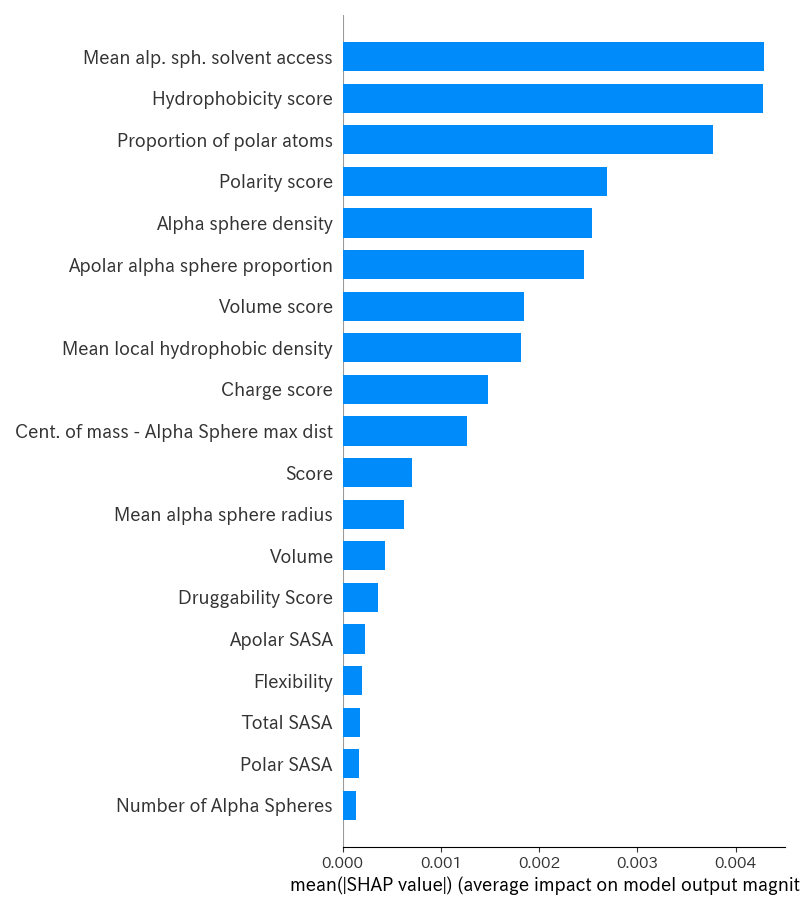 Mean alp. sph. solvent access
Hydrophobicity score
Proportion of polar atoms
Polarity score
Alpha sphere density
Apolar alpha sphere proportion
Volume score
Mean local hydrophobic density
Charge score
Cent. of mass - Alpha Sphere max dist
Score
Mean alpha sphere radius
Volume
Druggability Score
Apolar SASA
Flexibility
Total SASA
Polar SASA
Number of Alpha Spheres
0.000 0.001 0.002 0.003 0.004
mean(|SHAP value|) (average impact on model output magnit